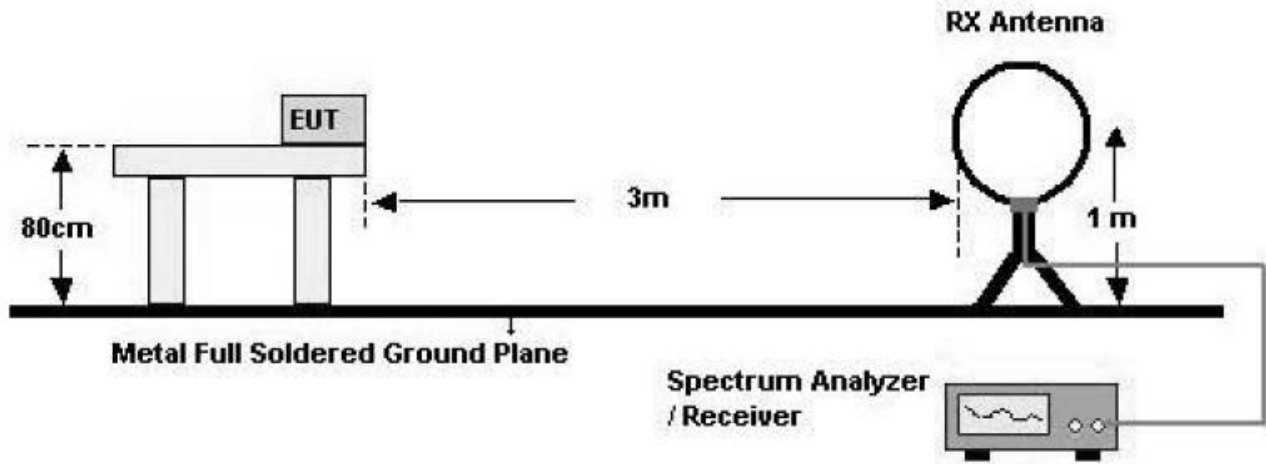 RX Antenna
EUT
80cm
3m
1 m
Metal Full Soldered Ground Plane
Spectrum Analyzer
/ Receiver